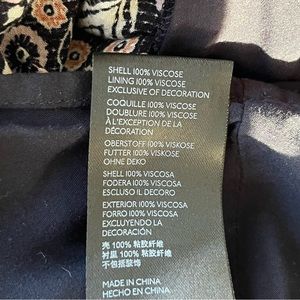 SHELL 100% VISCOSE
LINING 100% VISCOSE
EXCLUSIVE OF DECORATION
COQUILLE 100% VISCOSE
DOUBLURE 100% VISCOSE
À L'EXCEPTION DE LA
DÉCORATION
OBERSTOFF 100% VISKOSE
FUTTER 100% VISKOSE
OHNE DEKO
SHELL 100% VISCOSA
FODERA 100% VISCOSA
ESCLUSO IL DECORO
EXTERIOR 100% VISCOSA
FORRO 100% VISCOSA
EXCLUYENDO LA
DECORACIÓN
壳 100% 粘胶纤维
衬里 100% 粘胶纤维
不包括装饰
MADE IN CHINA
HECHO EN CHINA